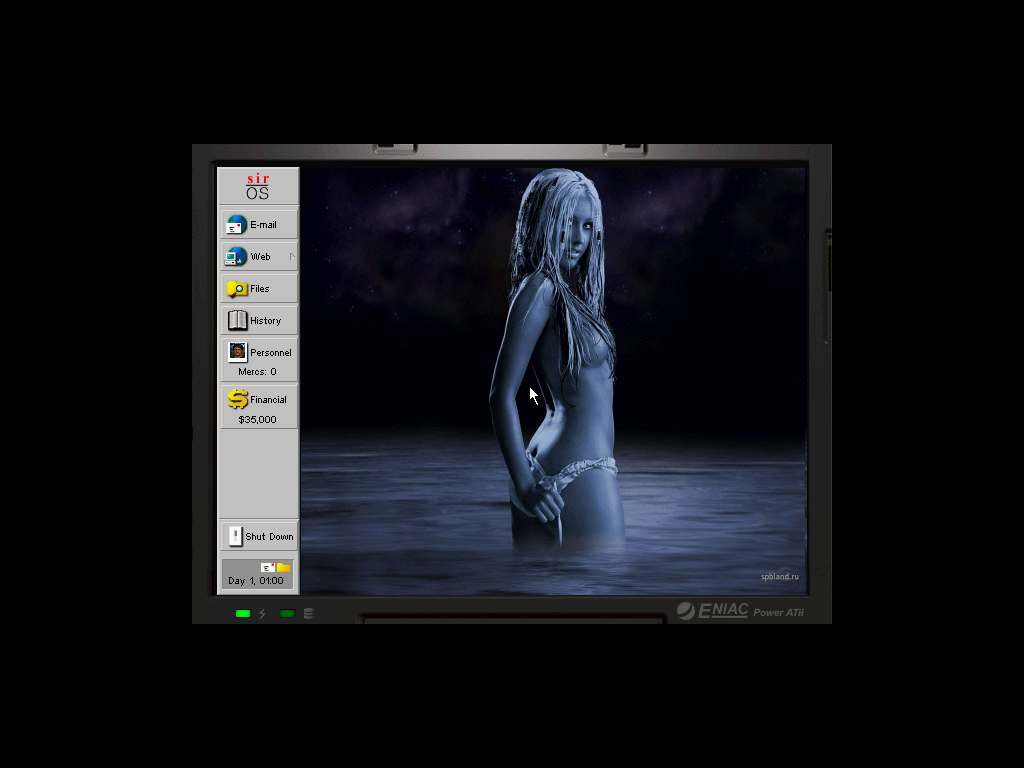 sir
OS
E-mail
Web
Files
History
Personnel
Mercs: 0
Financial
$35,000
Shut Down
Day 1, 01:00
spbland.ru
ENIAC Power ATii